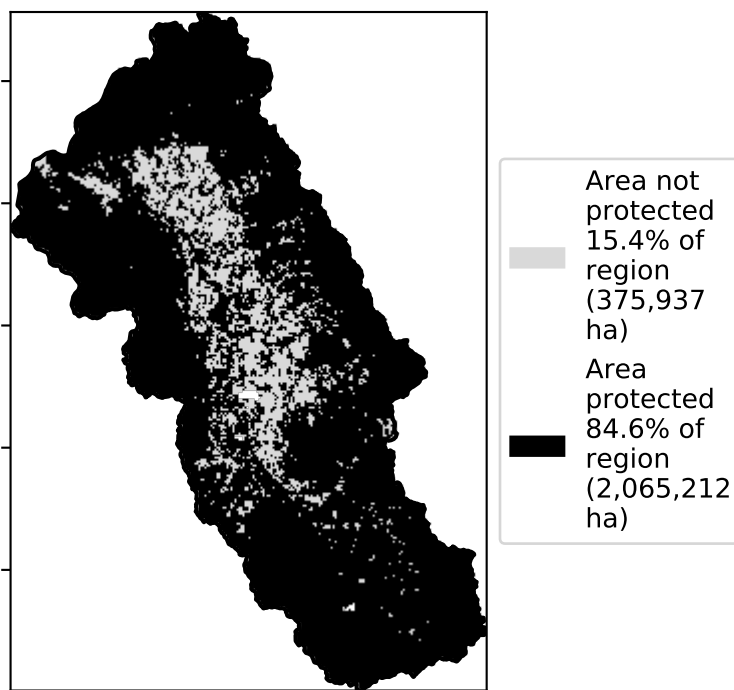 Area not
protected
15.4% of
region
(375,937
ha)
Area
protected
84.6% of
region
(2,065,212
ha)